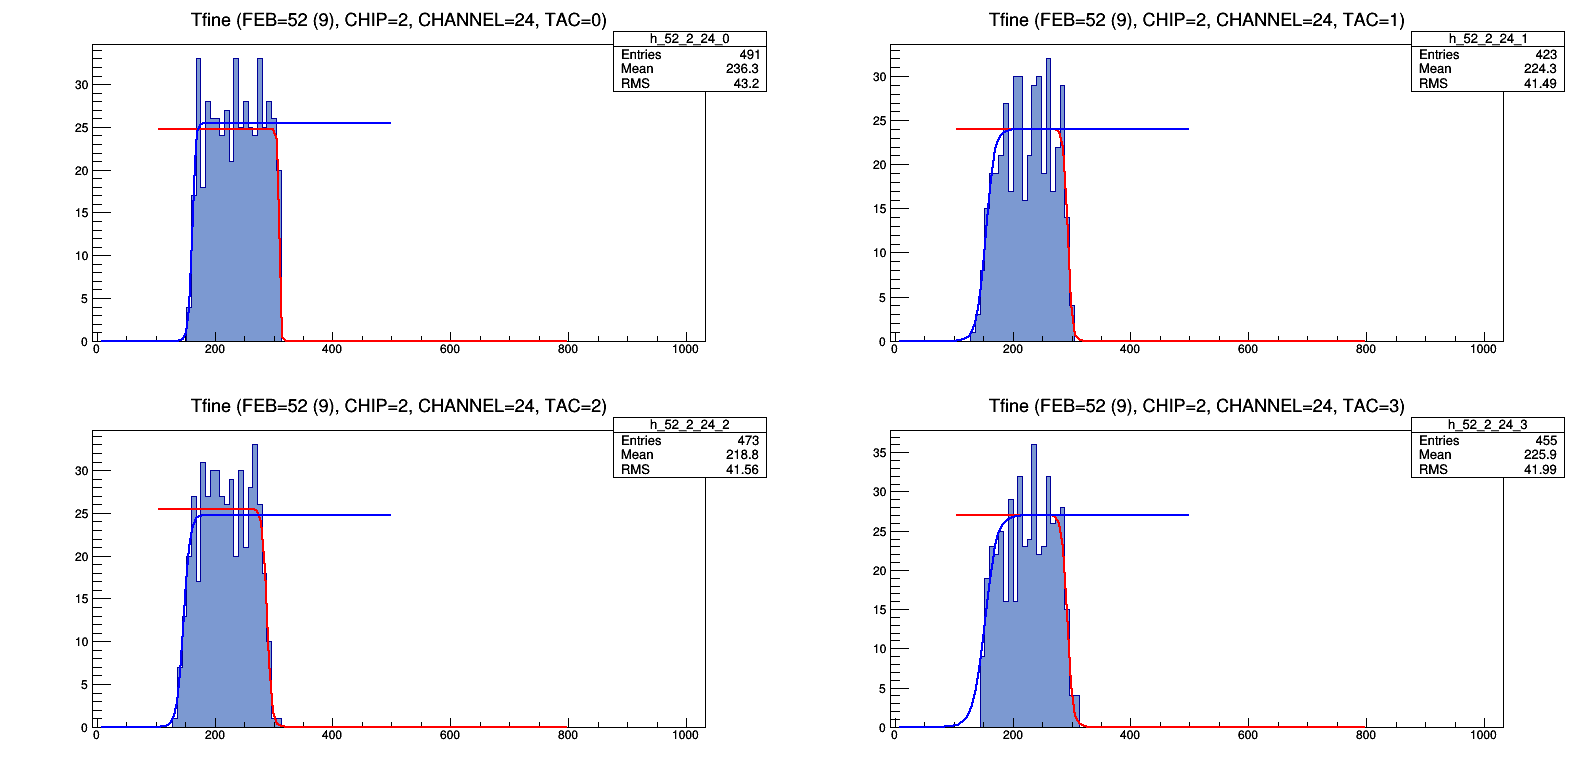 Tfine (FEB=52 (9), CHIP=2, CHANNEL=24, TAC=0)
h_52_2_24_0
Entries 491
Mean 236.3
RMS 43.2
30
25
20
15
10
5
0
0 200 400 600 800 1000
Tfine (FEB=52 (9), CHIP=2, CHANNEL=24, TAC=1)
h_52_2_24_1
Entries 423
Mean 224.3
RMS 41.49
30
25
20
15
10
5
0
0 200 400 600 800 1000
Tfine (FEB=52 (9), CHIP=2, CHANNEL=24, TAC=2)
h_52_2_24_2
Entries 473
Mean 218.8
RMS 41.56
30
25
20
15
10
5
0
0 200 400 600 800 1000
Tfine (FEB=52 (9), CHIP=2, CHANNEL=24, TAC=3)
h_52_2_24_3
Entries 455
Mean 225.9
RMS 41.99
35
30
25
20
15
10
5
0
0 200 400 600 800 1000